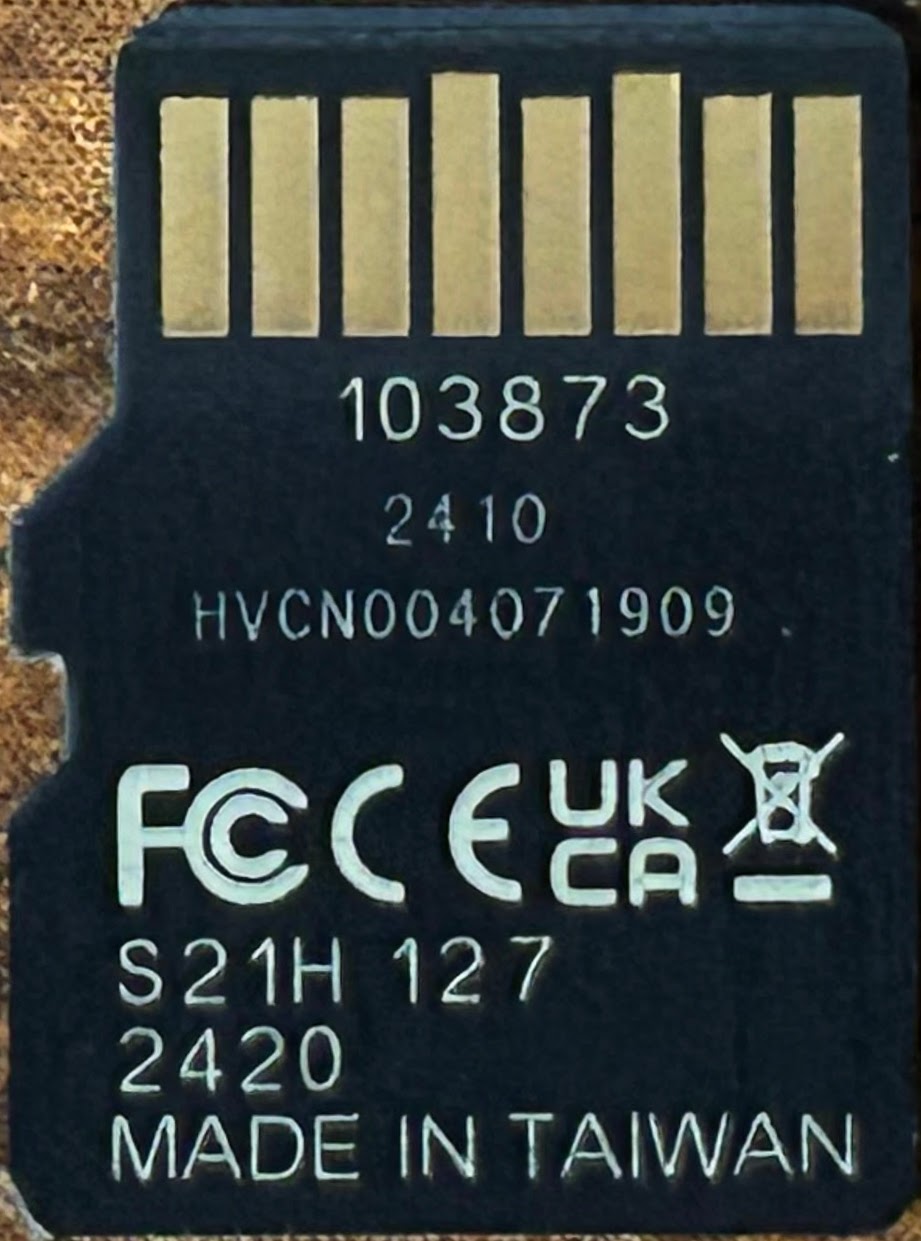 103873
2410
HVCN004071909
FC CE UK
CA
S21H 127
2420
MADE IN TAIWAN